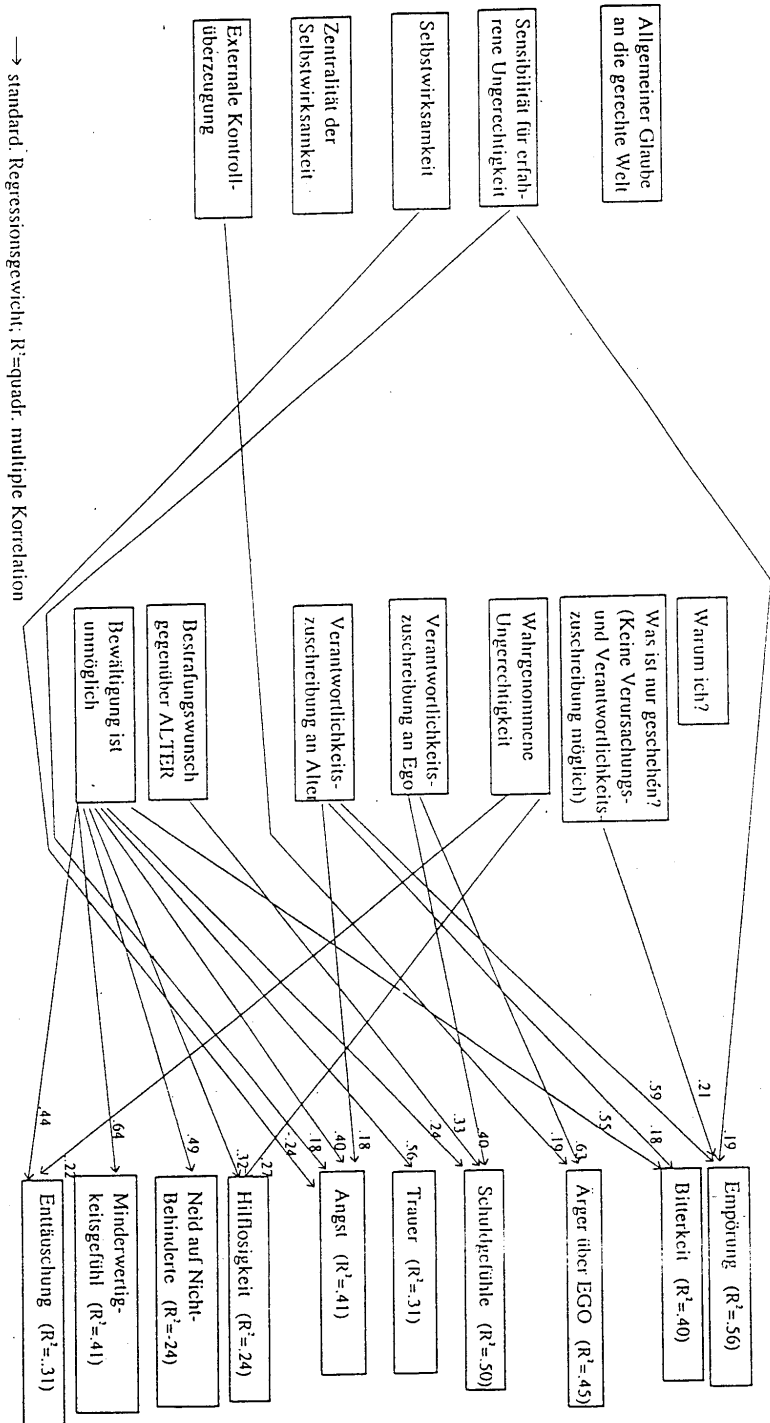 Allgemeiner Glaube
an die gerechte Welt
Sensibilität für erfah-
rene Ungerechtigkeit
Selbstwirksamkeit
Zentralität der
Selbstwirksamkeit
Externale Kontroll-
überzeugung
Warum ich?
Was ist nur geschehen?
(Keine Verursachungs-
und Verantwortlichkeits-
zuschreibung möglich)
Wahrgenommene
Ungerechtigkeit
Verantwortlichkeits-
zuschreibung an Ego
Verantwortlichkeits-
zuschreibung an Alter
Bestrafungswunsch
gegenüber ALTER
Bewältigung ist
unmöglich
.19
.21
.59
.18
.55
.63
.19
.40
.33
.24
.56
.18
.40
.18
-.24
.27
.32
.49
.64
.22
.44
Empörung (R²=.56)
Bitterkeit (R²=.40)
Ärger über EGO (R²=.45)
Schuldgefühle (R²=.50)
Trauer (R²=.31)
Angst (R²=.41)
Hilflosigkeit (R²=.24)
Neid auf Nicht-
Behinderte (R²=-24)
Minderwertig-
keitsgefühl (R²=.41)
Enttäuschung (R²=..31)
→ standard. Regressionsgewicht; R²=quadr. multiple Korrelation